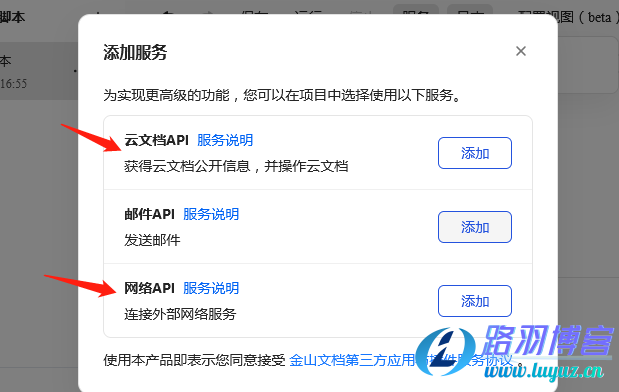 脚本
服务
日志
配置视图（beta）
本
16:55
添加服务
为实现更高级的功能，您可以在项目中选择使用以下服务。
云文档API 服务说明
获得云文档公开信息，并操作云文档
添加
邮件API 服务说明
发送邮件
添加
网络API 服务说明
连接外部网络服务
添加
使用本产品即表示您同意接受 金山文档第三方应用与插件服务协议
路羽博客
www.luyuz.cn